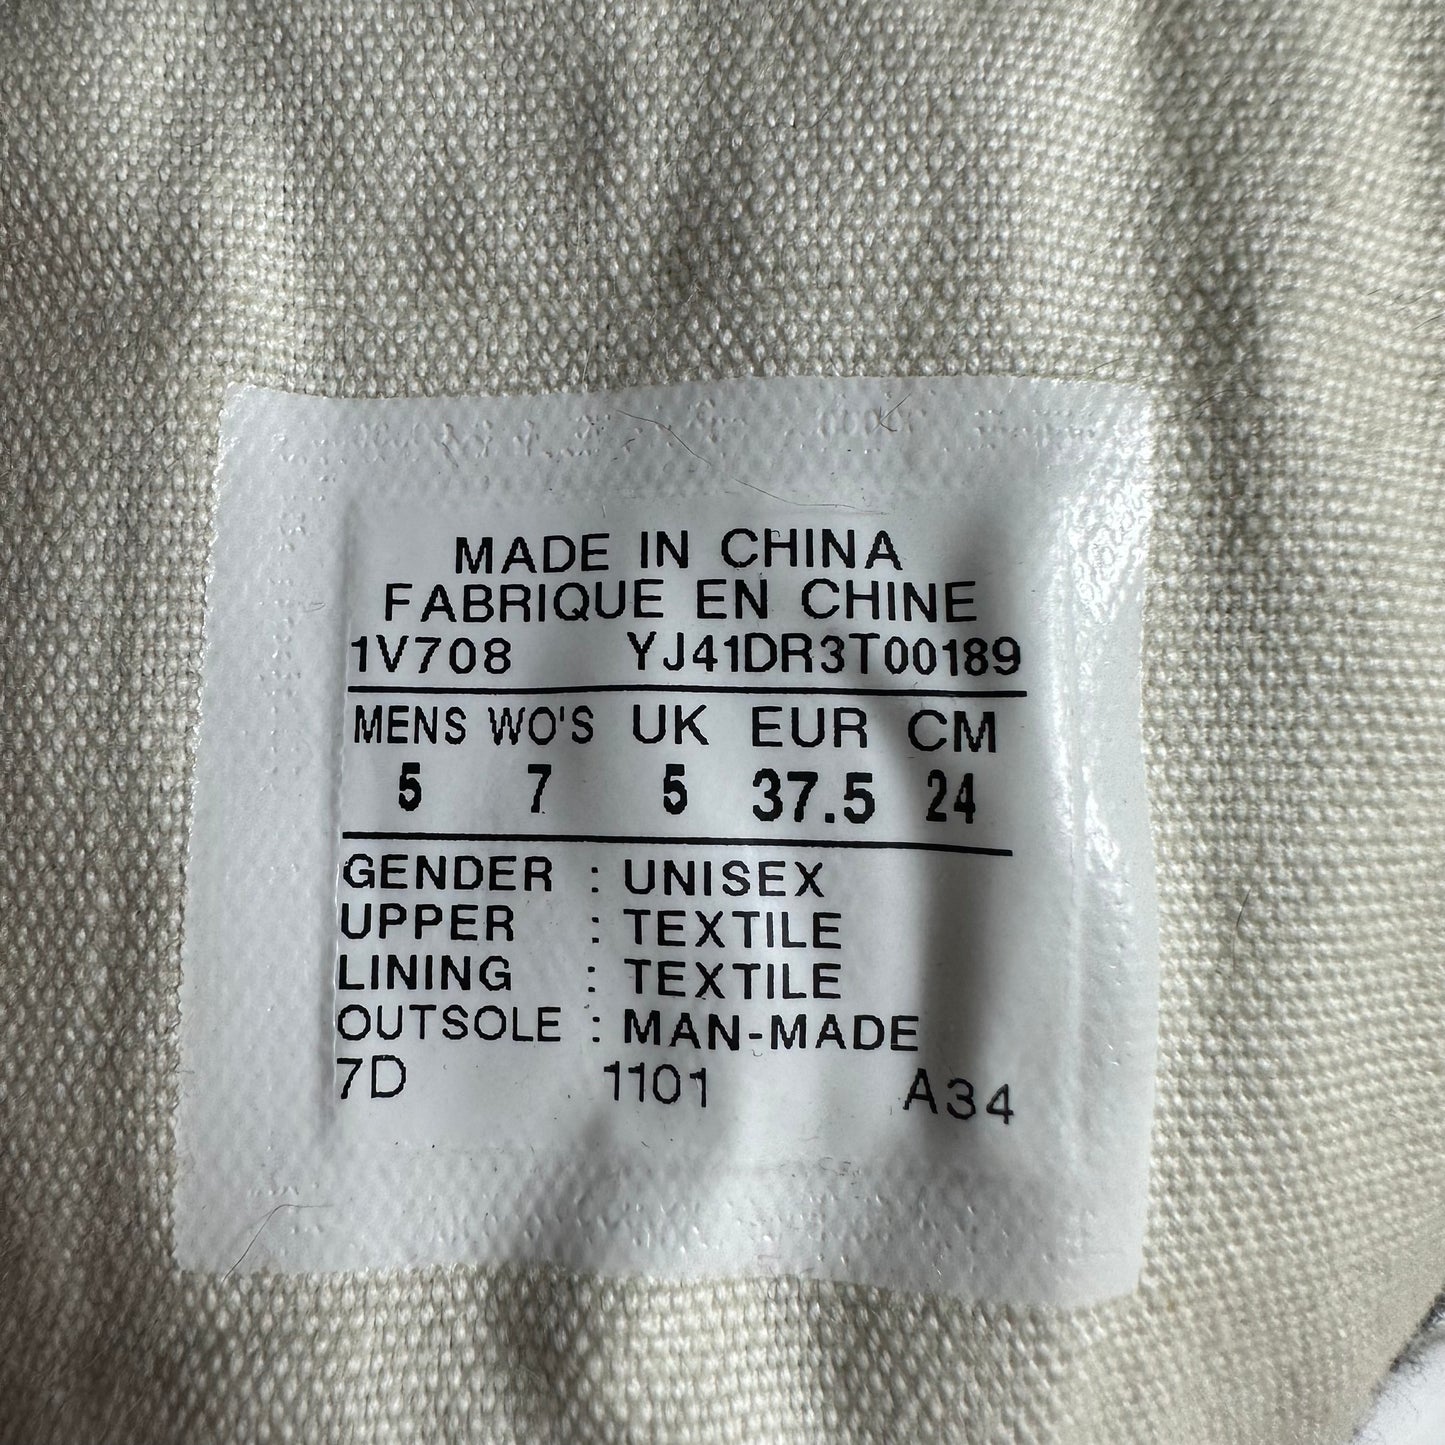 MADE IN CHINA
FABRIQUE EN CHINE
1V708 YJ41DR3T00189
MENS WO'S UK EUR CM
5 7 5 37.5 24
GENDER : UNISEX
UPPER : TEXTILE
LINING : TEXTILE
OUTSOLE : MAN-MADE
7D 1101 A34